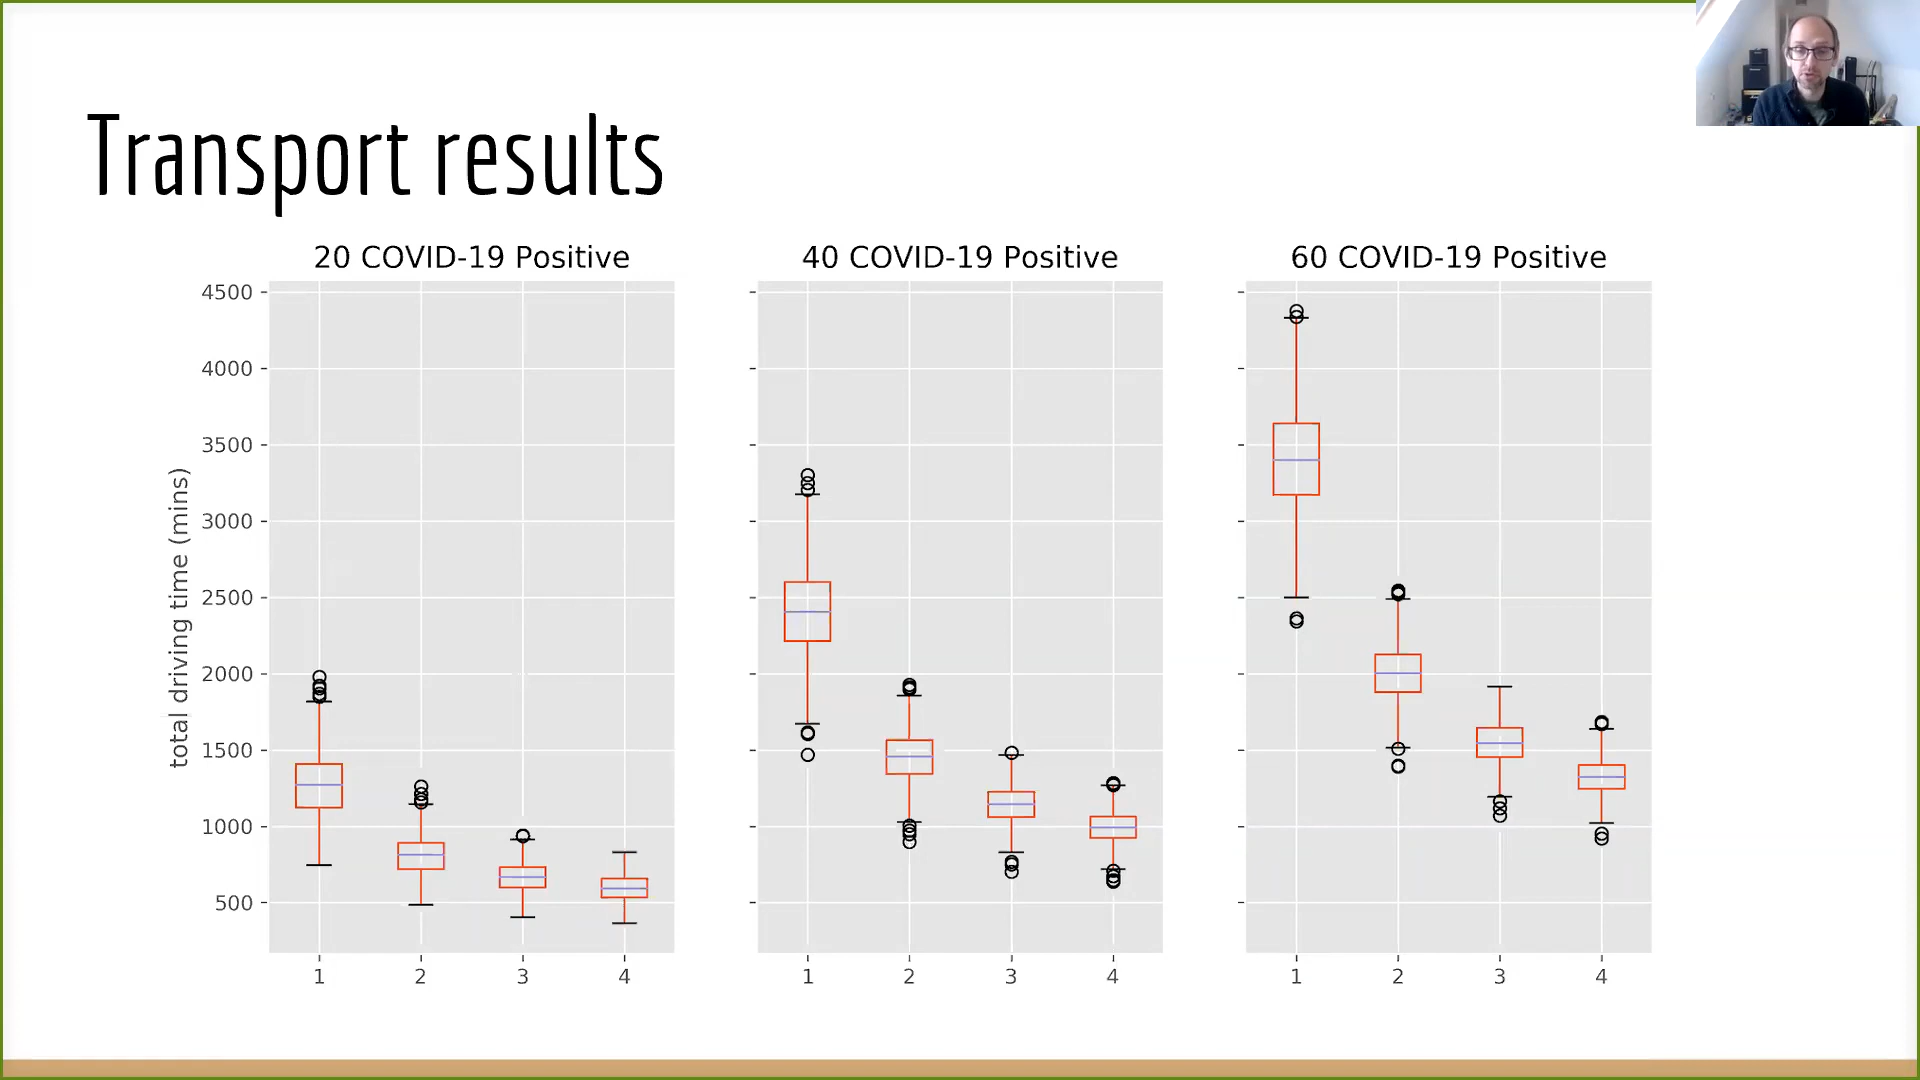 Transport results
20 COVID-19 Positive
40 COVID-19 Positive
60 COVID-19 Positive
total driving time (mins)
4500
4000
3500
3000
2500
2000
1500
1000
500
1 2 3 4
1 2 3 4
1 2 3 4